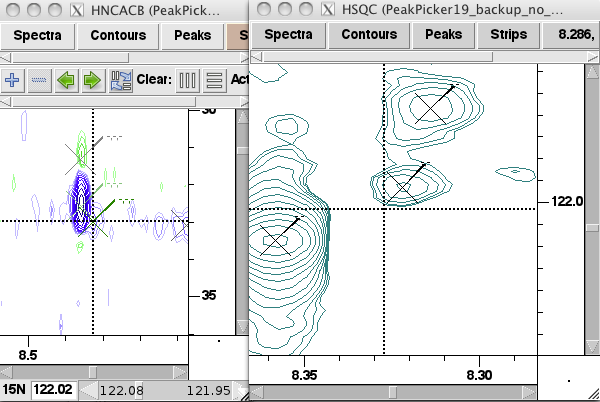 HNCACB (PeakPick...
Spectra Contours Peaks S
Clear: Act
30
35
8.5
15N 122.02 122.08 121.95
HSQC (PeakPicker19_backup_no_...
Spectra Contours Peaks Strips 8.286,
122.0
8.35 8.30